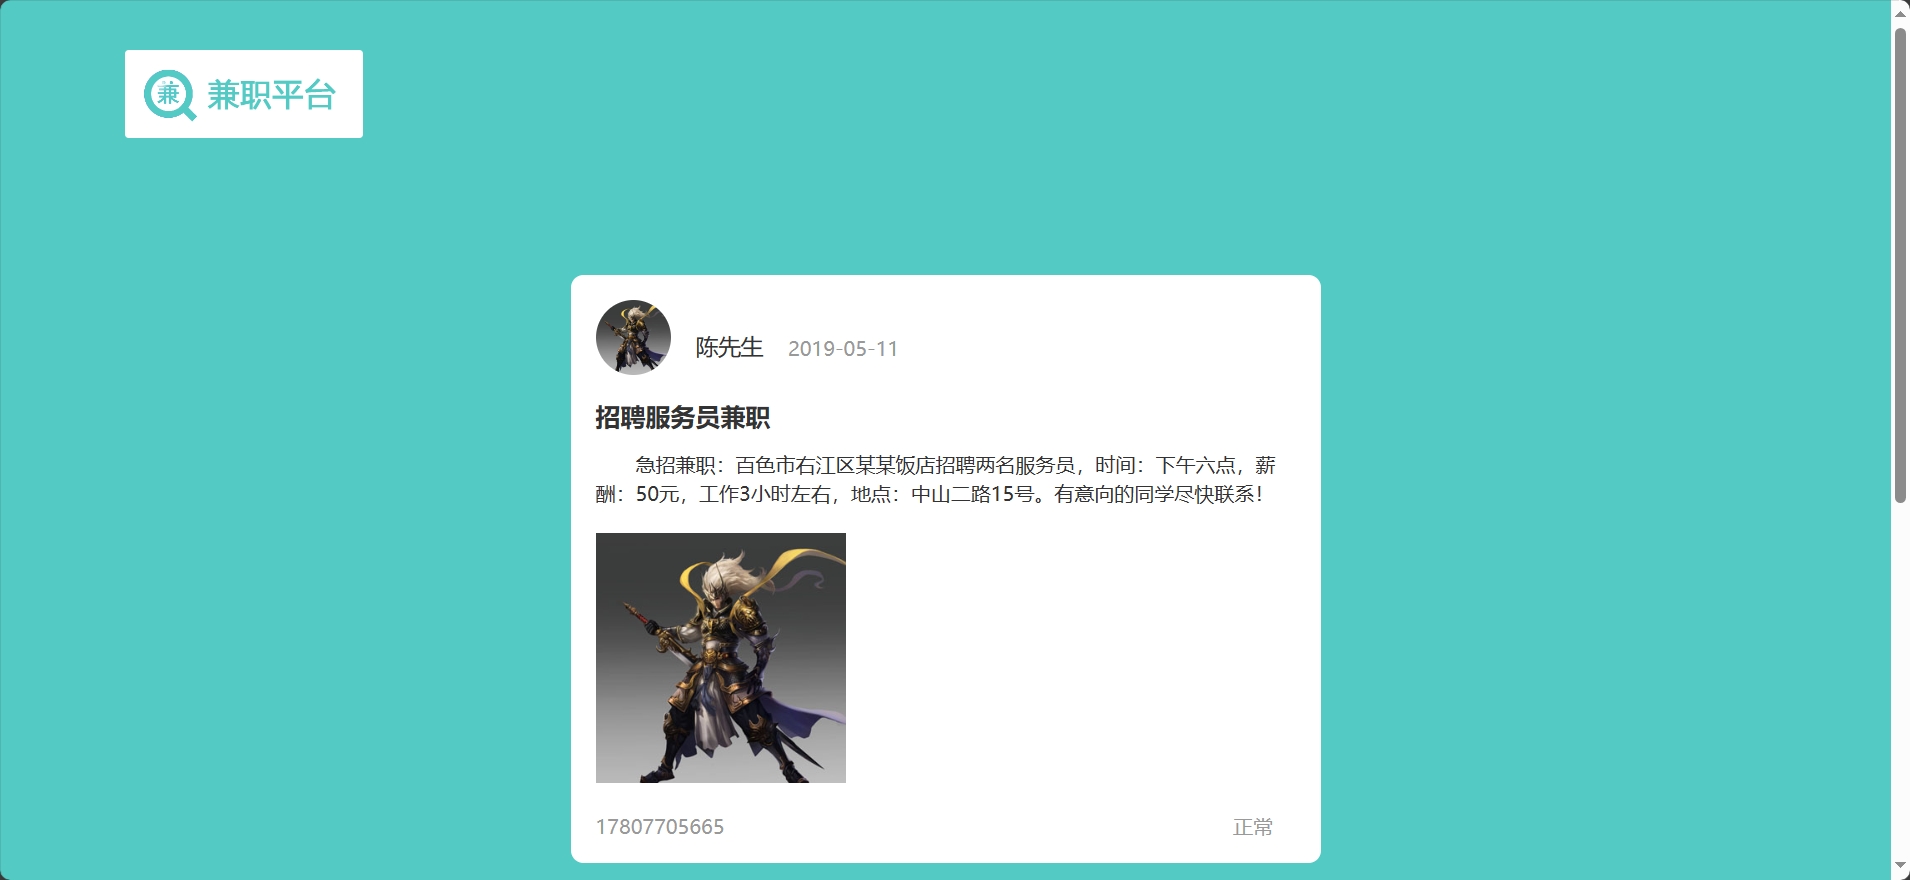 兼 兼职平台
陈先生 2019-05-11
招聘服务员兼职
急招兼职：百色市右江区某某饭店招聘两名服务员，时间：下午六点，薪
酬：50元，工作3小时左右，地点：中山二路15号。有意向的同学尽快联系！
17807705665 正常